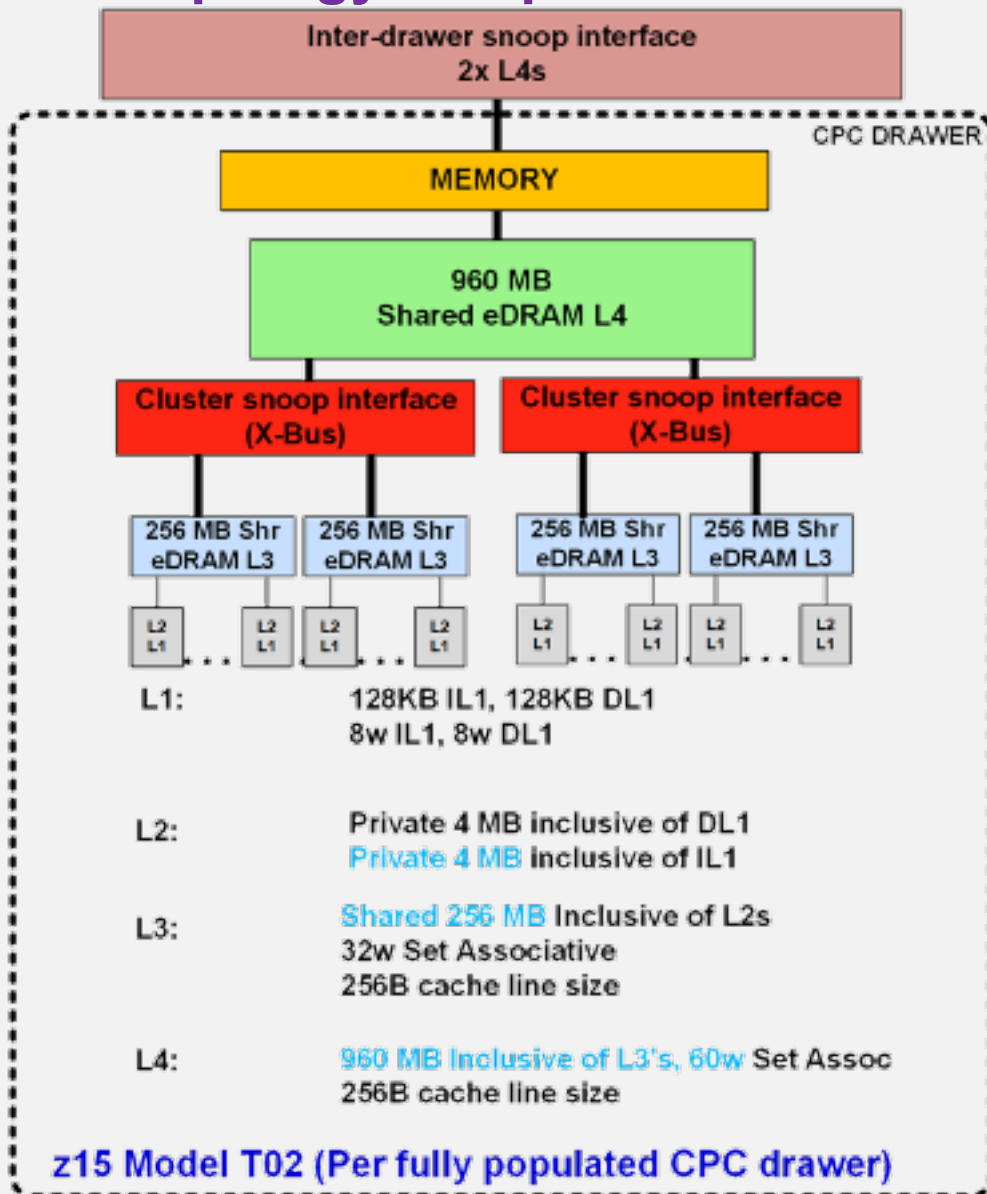 Inter-drawer snoop interface
2x L4s
CPC DRAWER
MEMORY
960 MB
Shared eDRAM L4
Cluster snoop interface
(X-Bus)
Cluster snoop interface
(X-Bus)
256 MB Shr
eDRAM L3
256 MB Shr
eDRAM L3
256 MB Shr
eDRAM L3
256 MB Shr
eDRAM L3
L2
L1
. . .
L2
L1
L2
L1
. . .
L2
L1
L2
L1
. . .
L2
L1
L2
L1
. . .
L2
L1
L1: 128KB IL1, 128KB DL1
8w IL1, 8w DL1
L2: Private 4 MB inclusive of DL1
Private 4 MB inclusive of IL1
L3: Shared 256 MB Inclusive of L2s
32w Set Associative
256B cache line size
L4: 960 MB Inclusive of L3's, 60w Set Assoc
256B cache line size
z15 Model T02 (Per fully populated CPC drawer)